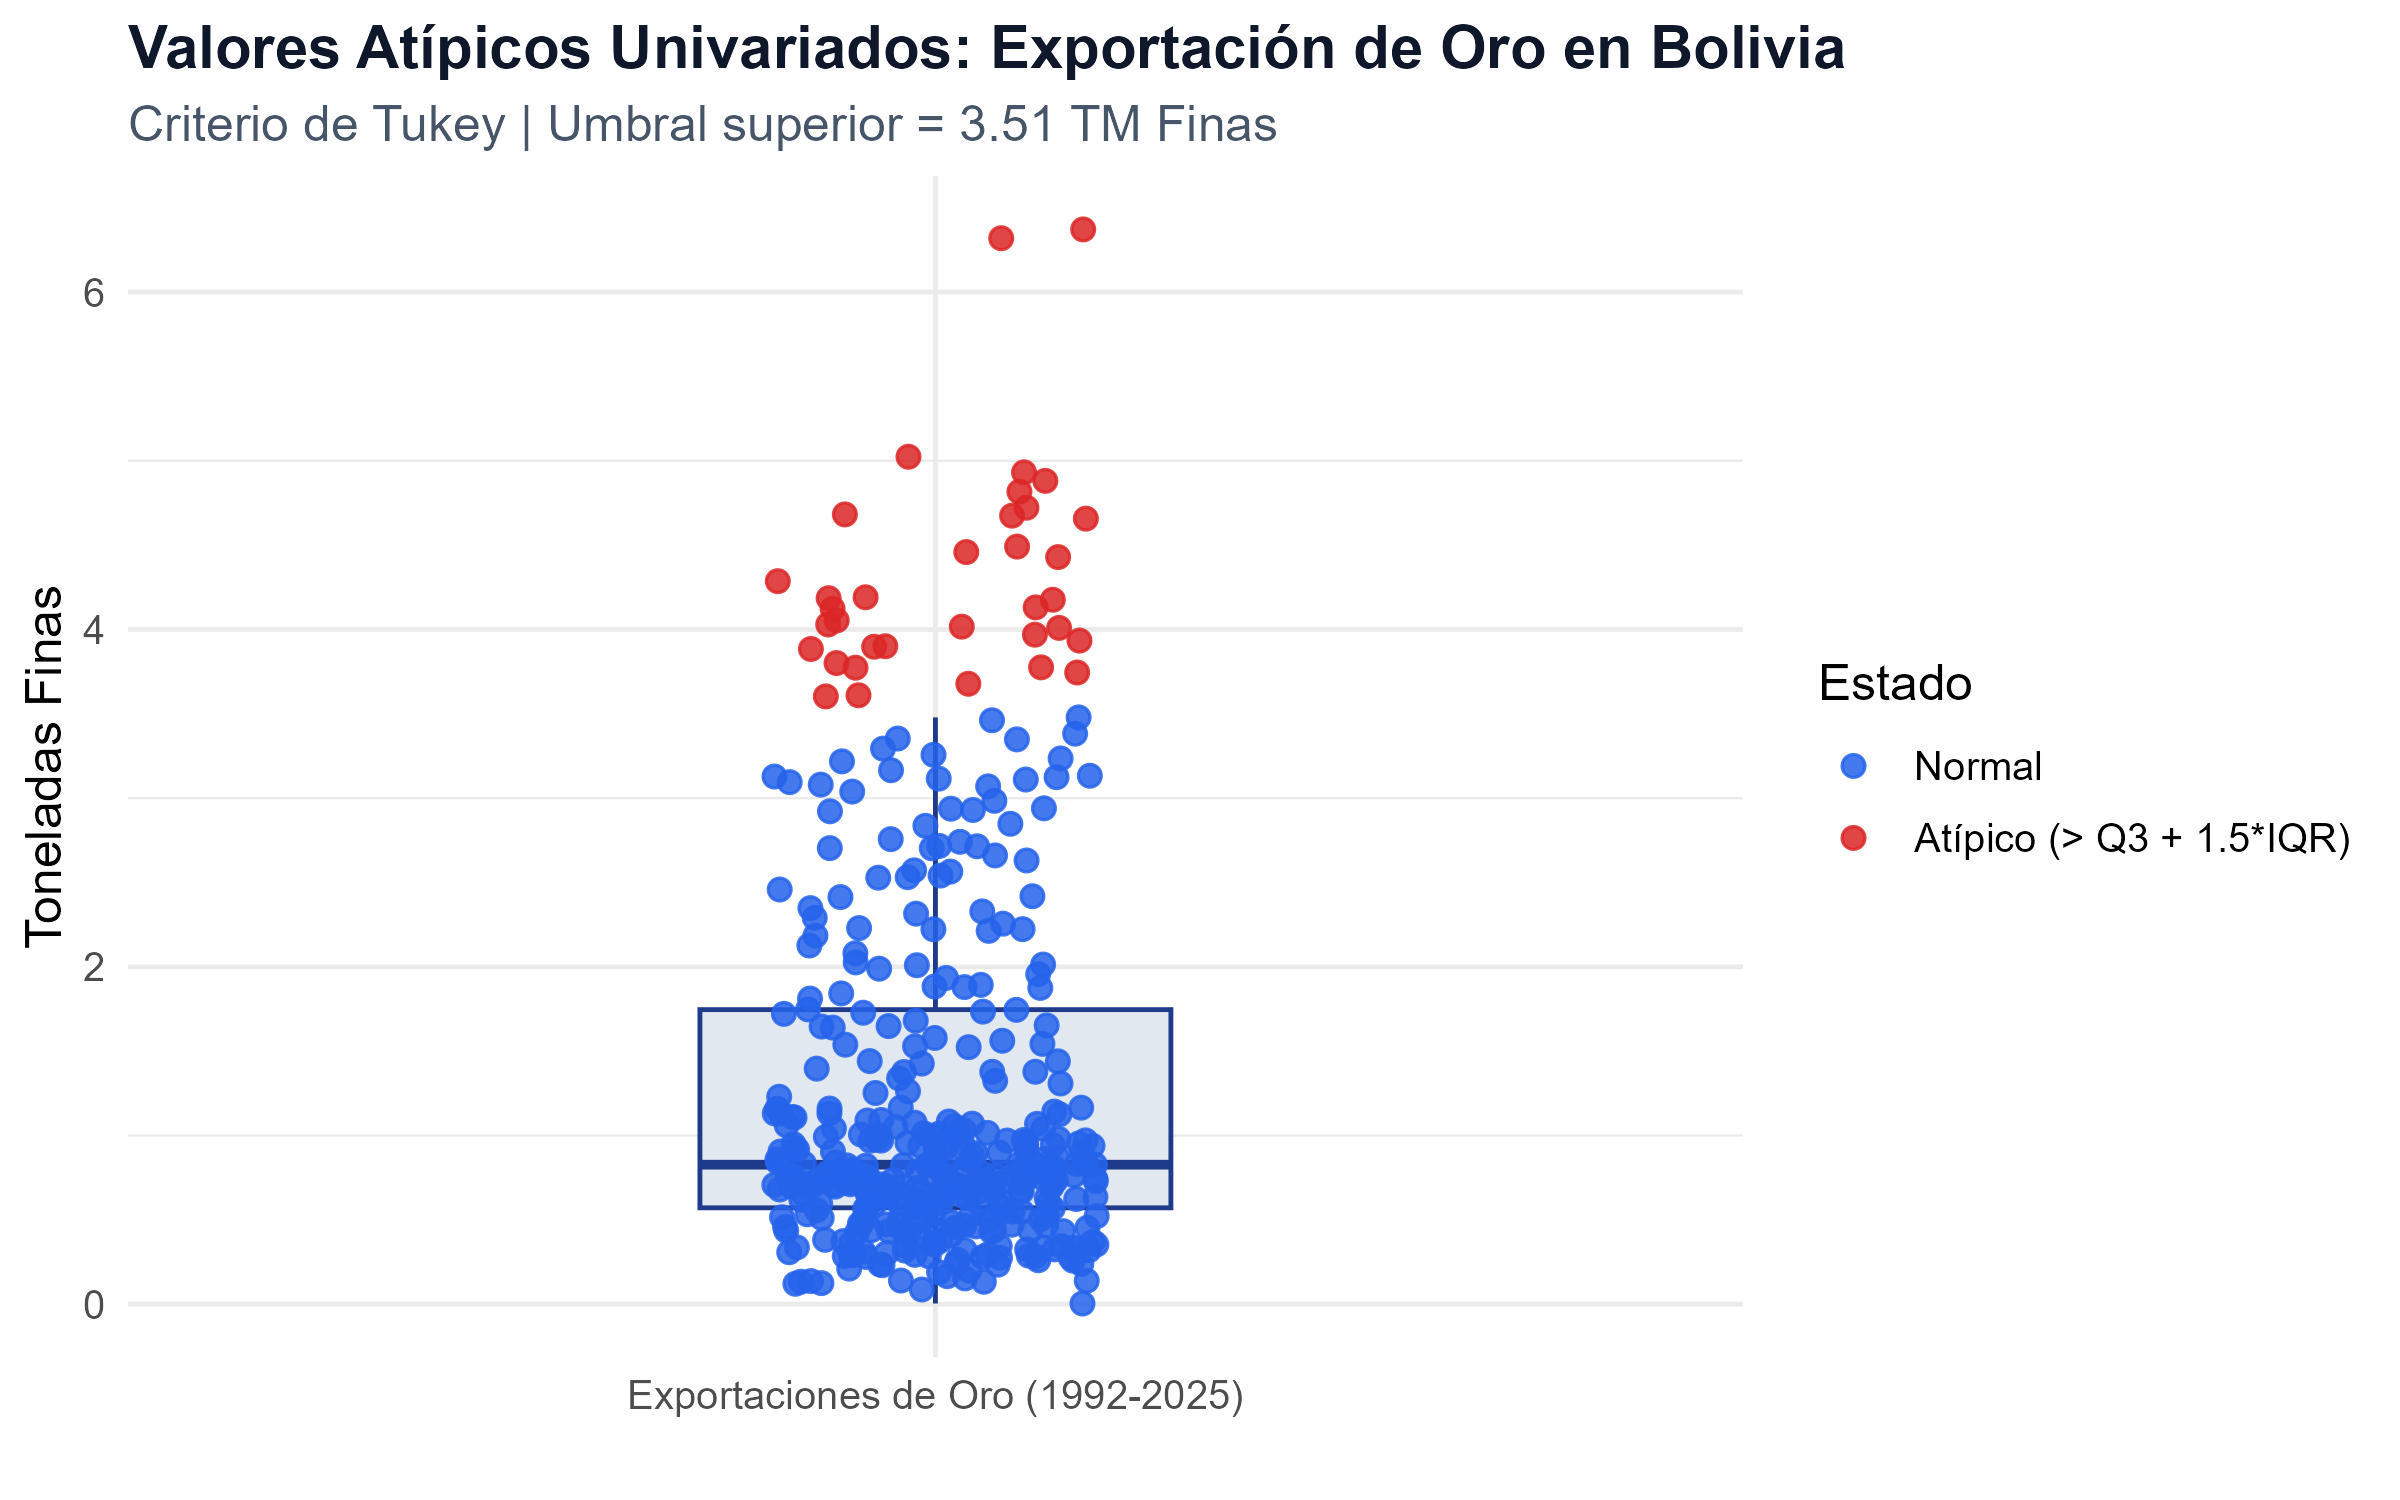 Valores Atípicos Univariados: Exportación de Oro en Bolivia
Criterio de Tukey | Umbral superior = 3.51 TM Finas
Toneladas Finas
6
4
2
0
Exportaciones de Oro (1992-2025)
Estado
Normal
Atípico (> Q3 + 1.5*IQR)